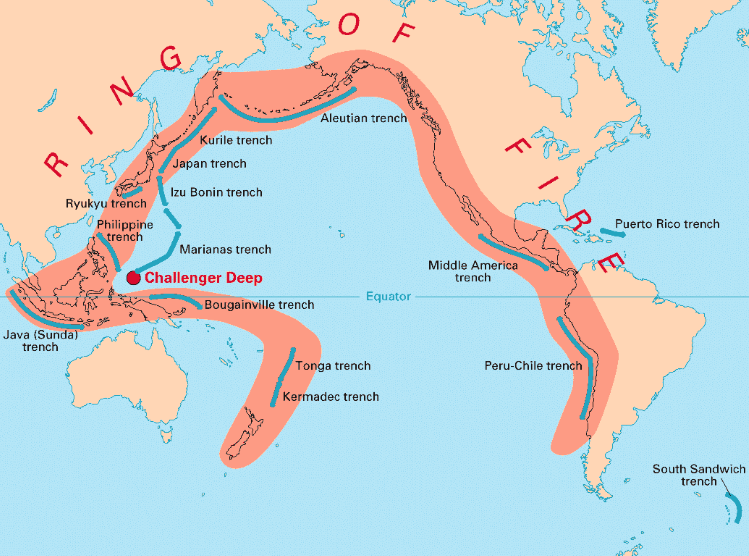 RING OF FIRE
Aleutian trench
Kurile trench
Japan trench
Izu Bonin trench
Ryukyu trench
Philippine
trench
Marianas trench
Challenger Deep
Puerto Rico trench
Middle America
trench
Equator
Bougainville trench
Java (Sunda)
trench
Tonga trench
Peru-Chile trench
Kermadec trench
South Sandwich
trench